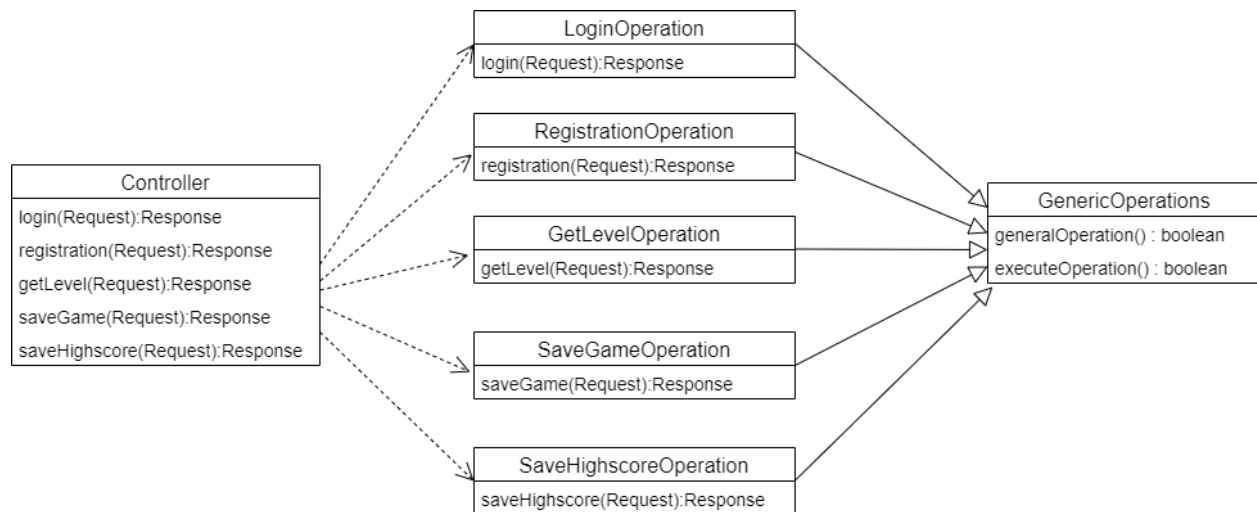 LoginOperation
login(Request):Response
RegistrationOperation
registration(Request):Response
Controller
login(Request):Response
registration(Request):Response
getLevel(Request):Response
saveGame(Request):Response
saveHighscore(Request):Response
GetLevelOperation
getLevel(Request):Response
GenericOperations
generalOperation() : boolean
executeOperation() : boolean
SaveGameOperation
saveGame(Request):Response
SaveHighscoreOperation
saveHighscore(Request):Response